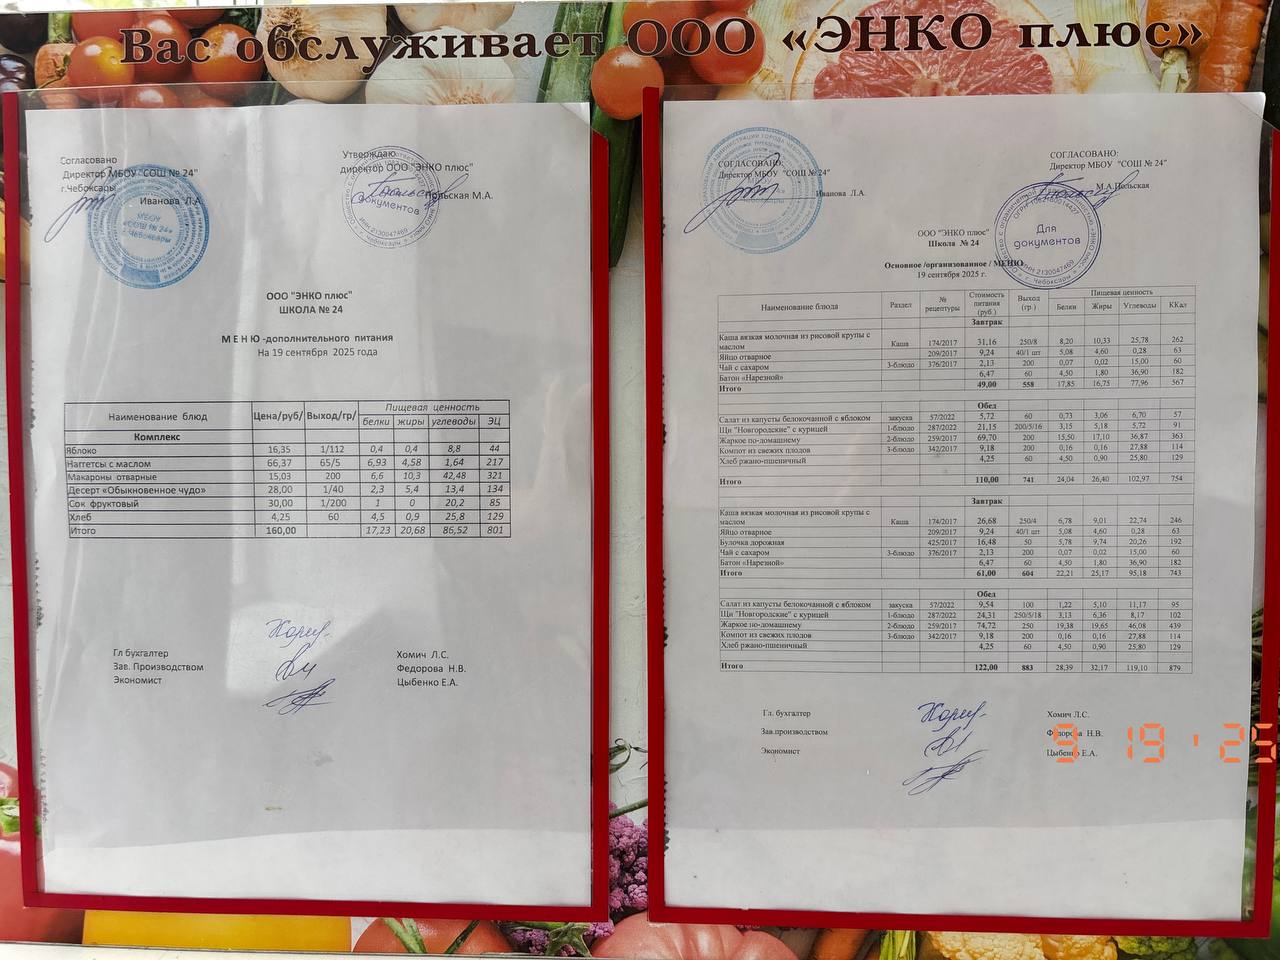 Вас обслуживает ООО «ЭНКО плюс»
Согласовано
Директор МБОУ "СОШ № 24"
г.Чебоксары
Иванова Л.А
МБОУ
«СОШ № 24»
г.Чебоксары
Утверждаю
директор ООО "ЭНКО плюс"
Польская М.А.
Для документов
ИНН 2130047469
ООО "ЭНКО плюс"
ШКОЛА № 24
М Е Н Ю -дополнительного питания
На 19 сентября 2025 года
Наименование блюд Цена/руб/ Выход/гр/ Пищевая ценность
белки жиры углеводы ЭЦ
Комплекс
Яблоко 16,35 1/112 0,4 0,4 8,8 44
Наггетсы с маслом 66,37 65/5 6,93 4,58 1,64 217
Макароны отварные 15,03 200 6,6 10,3 42,48 321
Десерт «Обыкновенное чудо» 28,00 1/40 2,3 5,4 13,4 134
Сок фруктовый 30,00 1/200 1 0 20,2 85
Хлеб 4,25 60 4,5 0,9 25,8 129
Итого 160,00 17,23 20,68 86,52 801
Гл бухгалтер Хомич Л.С.
Зав. Производством Федорова Н.В.
Экономист Цыбенко Е.А.
СОГЛАСОВАНО:
Директор МБОУ "СОШ № 24"
Иванова Л.А.
СОГЛАСОВАНО:
Директор МБОУ "СОШ № 24"
М.А.Польская
Для
документов
ИНН 2130047469
ООО "ЭНКО плюс"
Школа № 24
Основное /организованное / МЕНЮ
19 сентября 2025 г.
Наименование блюда Раздел № рецептуры Стоимость питания (руб.) Выход (гр.) Пищевая ценность ККал
Белки Жиры Углеводы
Завтрак
Каша вязкая молочная из рисовой крупы с маслом Каша 174/2017 31,16 250/8 8,20 10,33 25,78 262
Яйцо отварное 209/2017 9,24 40/1 шт 5,08 4,60 0,28 63
Чай с сахаром 3-блюдо 376/2017 2,13 200 0,07 0,02 15,00 60
Батон «Нарезной» 6,47 60 4,50 1,80 36,90 182
Итого 49,00 558 17,85 16,75 77,96 567
Обед
Салат из капусты белокочанной с яблоком закуска 57/2022 5,72 60 0,73 3,06 6,70 57
Щи "Новгородские" с курицей 1-блюдо 287/2022 21,15 200/5/16 3,15 5,18 5,72 91
Жаркое по-домашнему 2-блюдо 259/2017 69,70 200 15,50 17,10 36,87 363
Компот из свежих плодов 3-блюдо 342/2017 9,18 200 0,16 0,16 27,88 114
Хлеб ржано-пшеничный 4,25 60 4,50 0,90 25,80 129
Итого 110,00 741 24,04 26,40 102,97 754
Завтрак
Каша вязкая молочная из рисовой крупы с маслом Каша 174/2017 26,68 250/4 6,78 9,01 22,74 246
Яйцо отварное 209/2017 9,24 40/1 шт 5,08 4,60 0,28 63
Булочка дорожная 425/2017 16,48 50 5,78 9,74 20,26 192
Чай с сахаром 3-блюдо 376/2017 2,13 200 0,07 0,02 15,00 60
Батон «Нарезной» 6,47 60 4,50 1,80 36,90 182
Итого 61,00 604 22,21 25,17 95,18 743
Обед
Салат из капусты белокочанной с яблоком закуска 57/2022 9,54 100 1,22 5,10 11,17 95
Щи "Новгородские" с курицей 1-блюдо 287/2022 24,31 250/5/18 3,13 6,36 8,17 102
Жаркое по-домашнему 2-блюдо 259/2017 74,72 250 19,38 19,65 46,08 439
Компот из свежих плодов 3-блюдо 342/2017 9,18 200 0,16 0,16 27,88 114
Хлеб ржано-пшеничный 4,25 60 4,50 0,90 25,80 129
Итого 122,00 883 28,39 32,17 119,10 879
Гл. бухгалтер Хомич Л.С.
Зав.производством Федорова Н.В.
Экономист Цыбенко Е.А.
9 19 ' 25